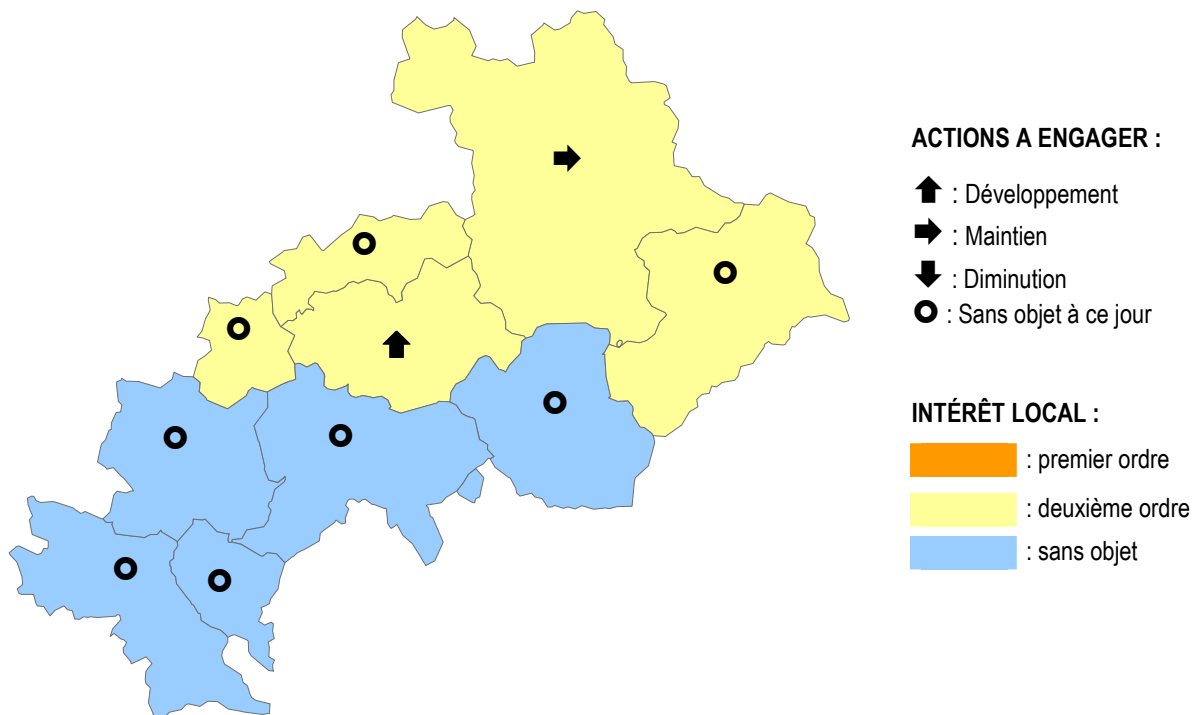 ACTIONS A ENGAGER :
: Développement
: Maintien
: Diminution
: Sans objet à ce jour
INTÉRÊT LOCAL :
: premier ordre
: deuxième ordre
: sans objet